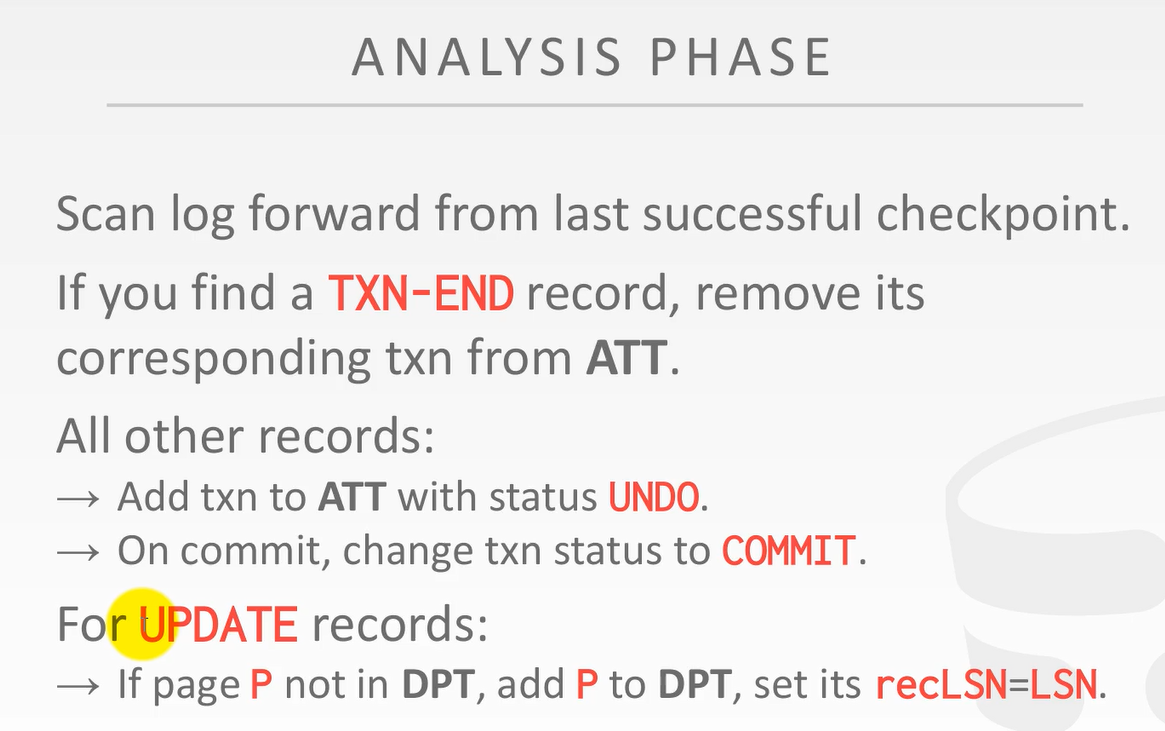 ANALYSIS PHASE
Scan log forward from last successful checkpoint.
If you find a TXN-END record, remove its
corresponding txn from ATT.
All other records:
→ Add txn to ATT with status UNDO.
→ On commit, change txn status to COMMIT.
For UPDATE records:
→ If page P not in DPT, add P to DPT, set its recLSN=LSN.